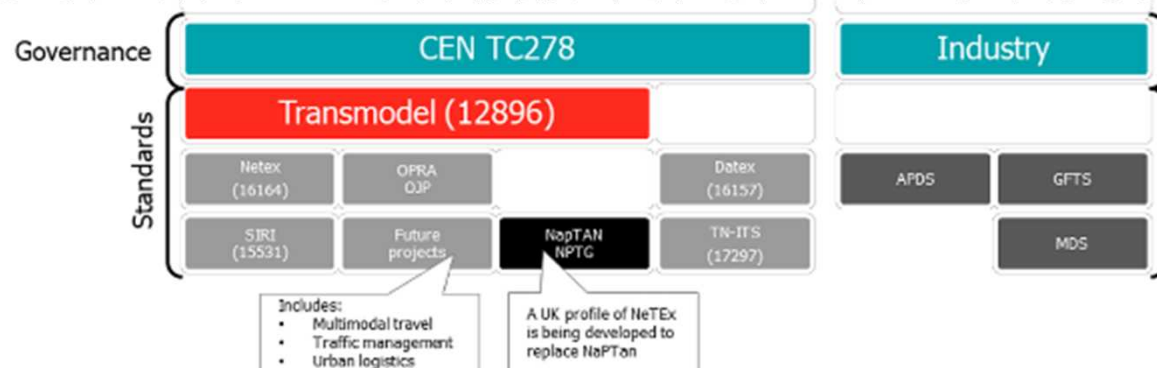 Governance
CEN TC278
Industry
Standards
Transmodel (12896)
Netex
(16164)
OPRA
OJP
Datex
(16157)
APDS
GFTS
SIRI
(15531)
Future
projects
NapTAN
NPTG
TN-ITS
(17297)
MDS
Includes:
• Multimodal travel
• Traffic management
• Urban logistics
A UK profile of NeTEx
is being developed to
replace NaPTan